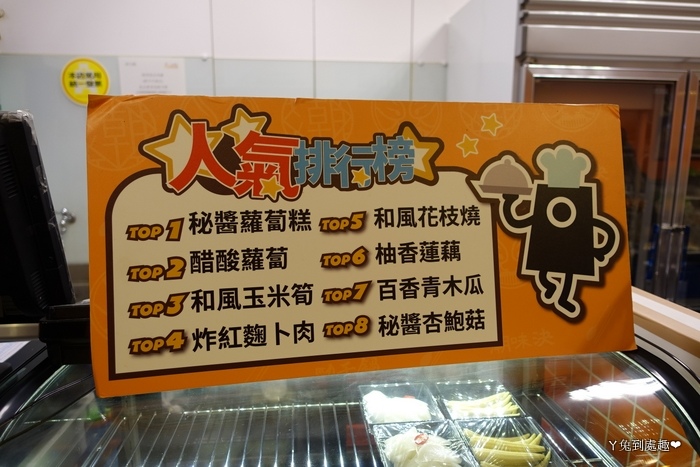 人氣排行榜
TOP1 秘醬蘿蔔糕
TOP2 醋酸蘿蔔
TOP3 和風玉米筍
TOP4 炸紅麴卜肉
TOP5 和風花枝燒
TOP6 柚香蓮藕
TOP7 百香青木瓜
TOP8 秘醬杏鮑菇
ㄚ兔到處趣❤